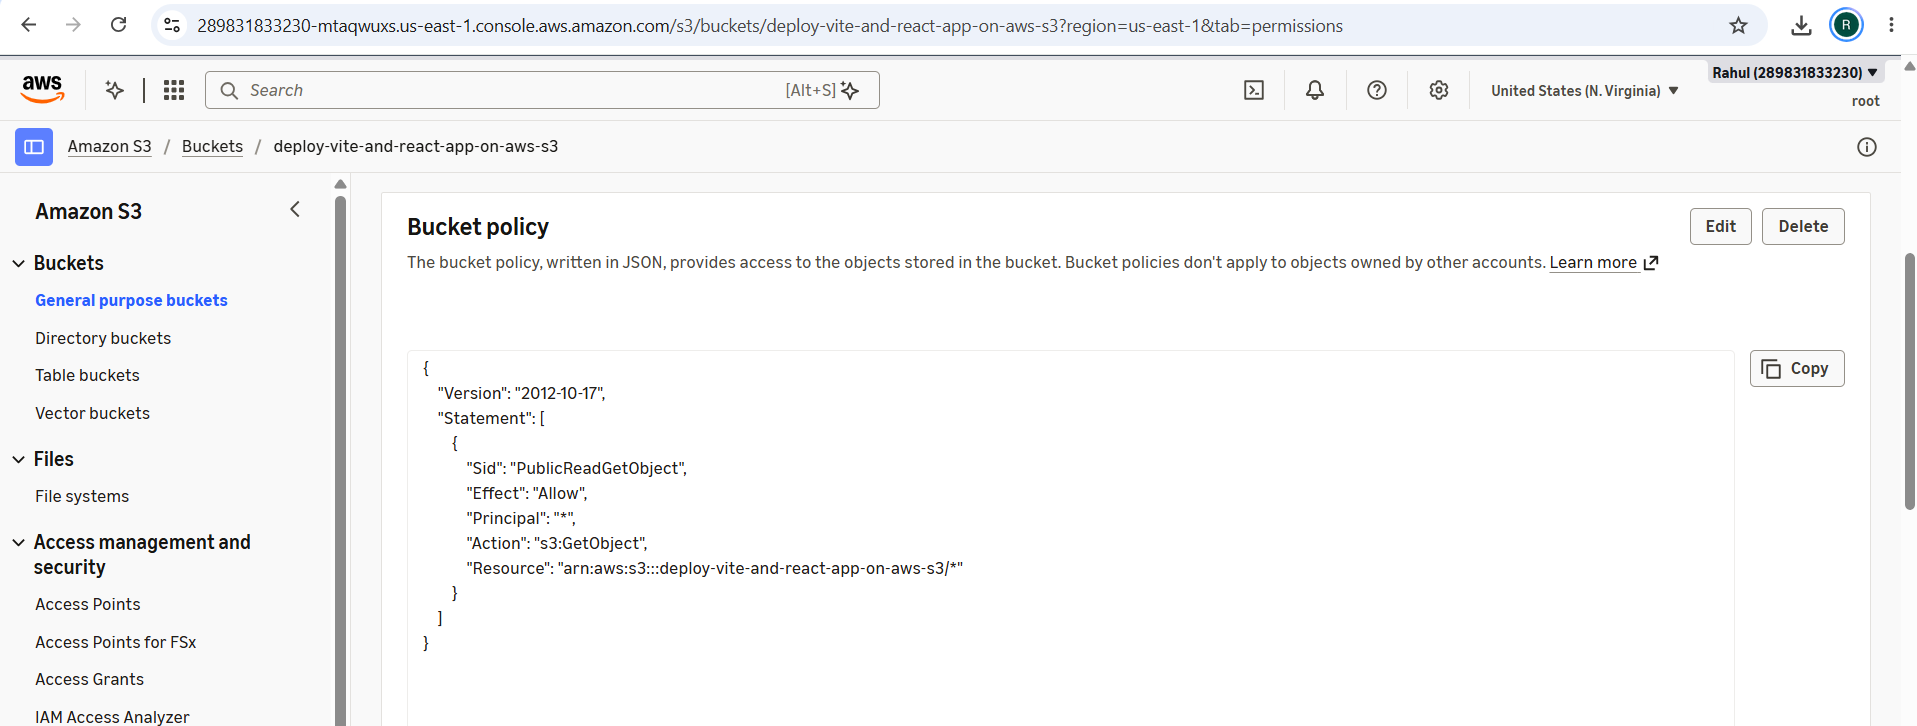 289831833230-mtaqwuxs.us-east-1.console.aws.amazon.com/s3/buckets/deploy-vite-and-react-app-on-aws-s3?region=us-east-1&tab=permissions
R
aws
Search
[Alt+S]
United States (N. Virginia)
Rahul (289831833230)
root
Amazon S3 / Buckets / deploy-vite-and-react-app-on-aws-s3
Amazon S3
Buckets
General purpose buckets
Directory buckets
Table buckets
Vector buckets
Files
File systems
Access management and
security
Access Points
Access Points for FSx
Access Grants
IAM Access Analyzer
Bucket policy
Edit
Delete
The bucket policy, written in JSON, provides access to the objects stored in the bucket. Bucket policies don't apply to objects owned by other accounts. Learn more
Copy
{
"Version": "2012-10-17",
"Statement": [
{
"Sid": "PublicReadGetObject",
"Effect": "Allow",
"Principal": "*",
"Action": "s3:GetObject",
"Resource": "arn:aws:s3:::deploy-vite-and-react-app-on-aws-s3/*"
}
]
}